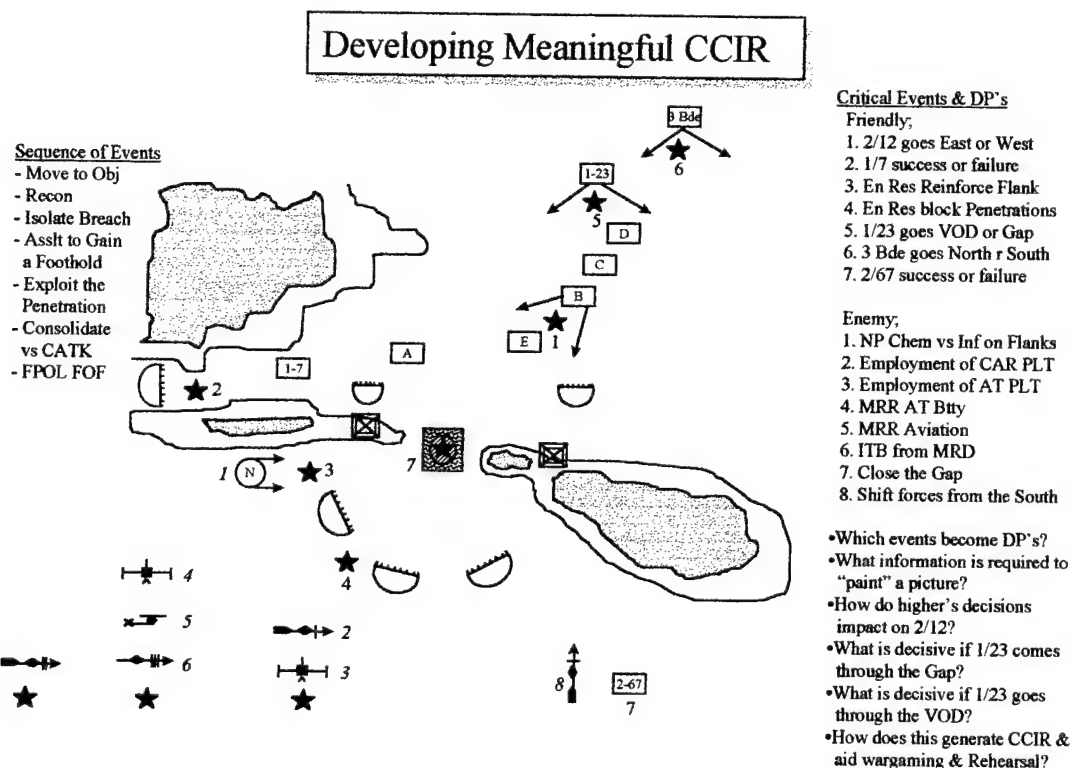 Developing Meaningful CCIR
Sequence of Events
- Move to Obj
- Recon
- Isolate Breach
- Asslt to Gain
a Foothold
- Exploit the
Penetration
- Consolidate
vs CATK
- FPOL FOF
3 Bde
6
1-23
5
D
C
B
1
E
A
1-7
2
7
1
N
3
4
4
5
2
6
3
8
2-67
7
Critical Events & DP's
Friendly;
1. 2/12 goes East or West
2. 1/7 success or failure
3. En Res Reinforce Flank
4. En Res block Penetrations
5. 1/23 goes VOD or Gap
6. 3 Bde goes North r South
7. 2/67 success or failure
Enemy;
1. NP Chem vs Inf on Flanks
2. Employment of CAR PLT
3. Employment of AT PLT
4. MRR AT Btty
5. MRR Aviation
6. ITB from MRD
7. Close the Gap
8. Shift forces from the South
•Which events become DP's?
•What information is required to
"paint" a picture?
•How do higher's decisions
impact on 2/12?
•What is decisive if 1/23 comes
through the Gap?
•What is decisive if 1/23 goes
through the VOD?
•How does this generate CCIR &
aid wargaming & Rehearsal?